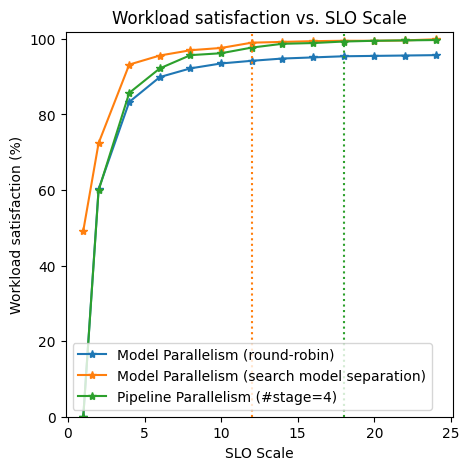 Workload satisfaction vs. SLO Scale
Workload satisfaction (%)
100
80
60
40
20
0
Model Parallelism (round-robin)
Model Parallelism (search model separation)
Pipeline Parallelism (#stage=4)
0 5 10 15 20 25
SLO Scale